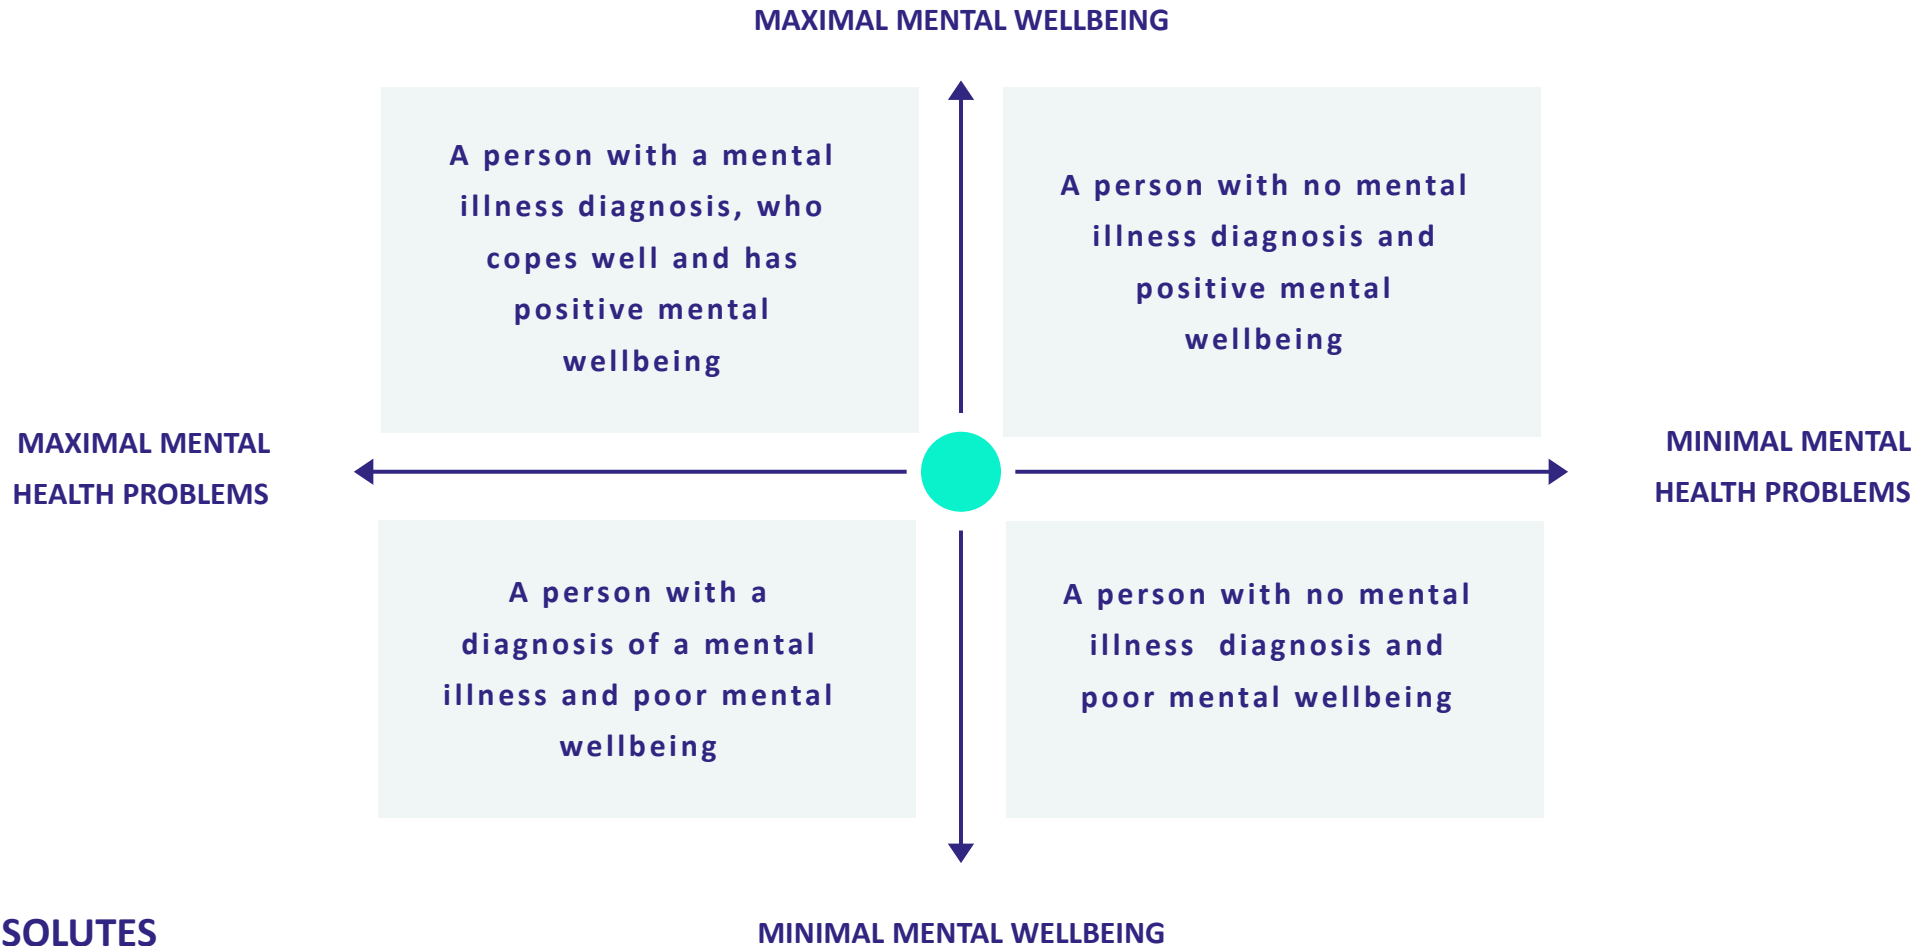 MAXIMAL MENTAL WELLBEING
A person with a mental
illness diagnosis, who
copes well and has
positive mental
wellbeing
A person with no mental
illness diagnosis and
positive mental
wellbeing
MAXIMAL MENTAL
HEALTH PROBLEMS
MINIMAL MENTAL
HEALTH PROBLEMS
A person with a
diagnosis of a mental
illness and poor mental
wellbeing
A person with no mental
illness diagnosis and
poor mental wellbeing
SOLUTES
MINIMAL MENTAL WELLBEING